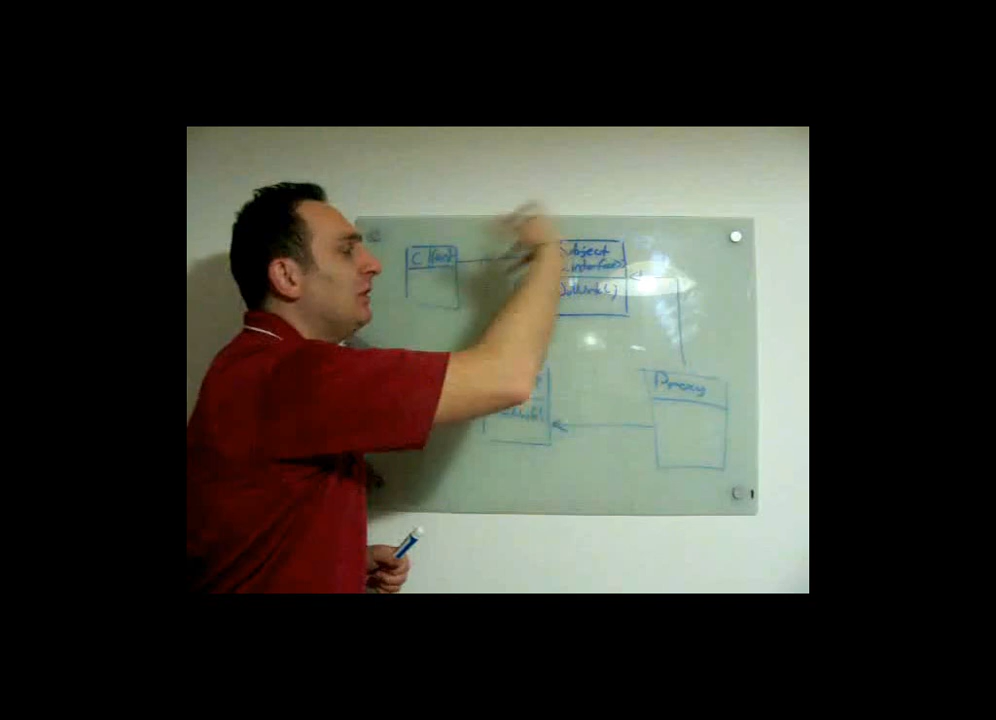 Client
Subject
interface
DoWork()
Proxy